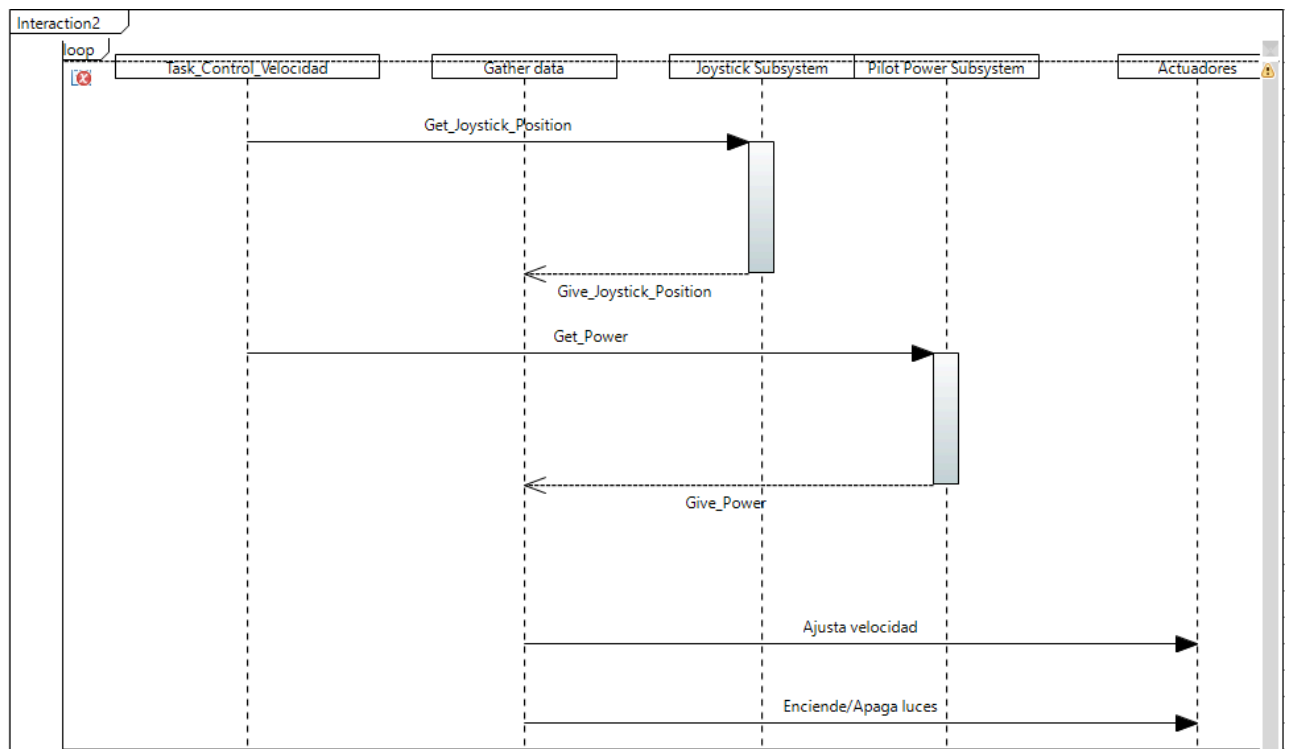 Interaction2
loop
Task_Control_Velocidad
Gather data
Joystick Subsystem
Pilot Power Subsystem
Actuadores
Get_Joystick_Position
Give_Joystick_Position
Get_Power
Give_Power
Ajusta velocidad
Enciende/Apaga luces